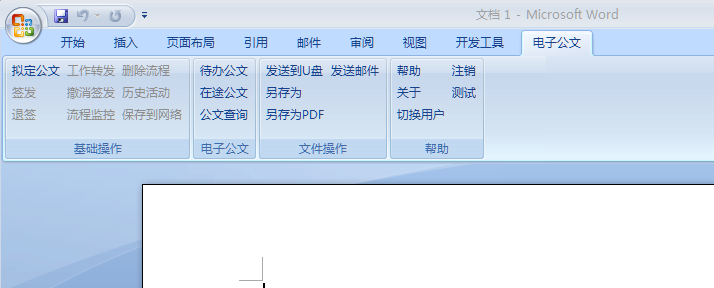 文档 1 - Microsoft Word
开始 插入 页面布局 引用 邮件 审阅 视图 开发工具 电子公文
拟定公文 工作转发 删除流程 待办公文 发送到U盘 发送邮件 帮助 注销
签发 撤消签发 历史活动 在途公文 另存为 关于 测试
退签 流程监控 保存到网络 公文查询 另存为PDF 切换用户
基础操作 电子公文 文件操作 帮助